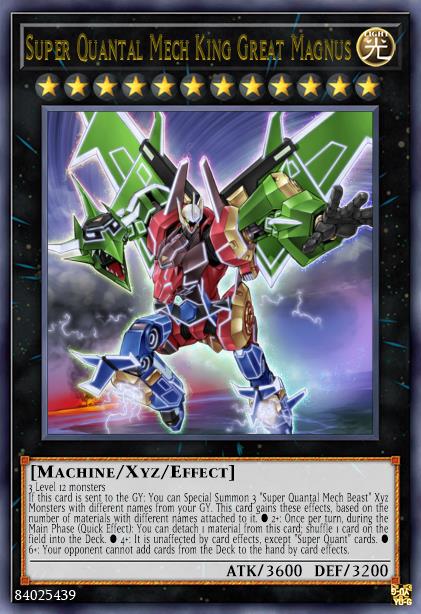 Super Quantal Mech King Great Magnus
LIGHT
光
[Machine/Xyz/Effect]
3 Level 12 monsters
If this card is sent to the GY: You can Special Summon 3 "Super Quantal Mech Beast" Xyz
Monsters with different names from your GY. This card gains these effects, based on the
number of materials with different names attached to it. ● 2+: Once per turn, during the
Main Phase (Quick Effect): You can detach 1 material from this card; shuffle 1 card on the
field into the Deck. ● 4+: It is unaffected by card effects, except "Super Quant" cards. ●
6+: Your opponent cannot add cards from the Deck to the hand by card effects.
ATK/3600 DEF/3200
84025439